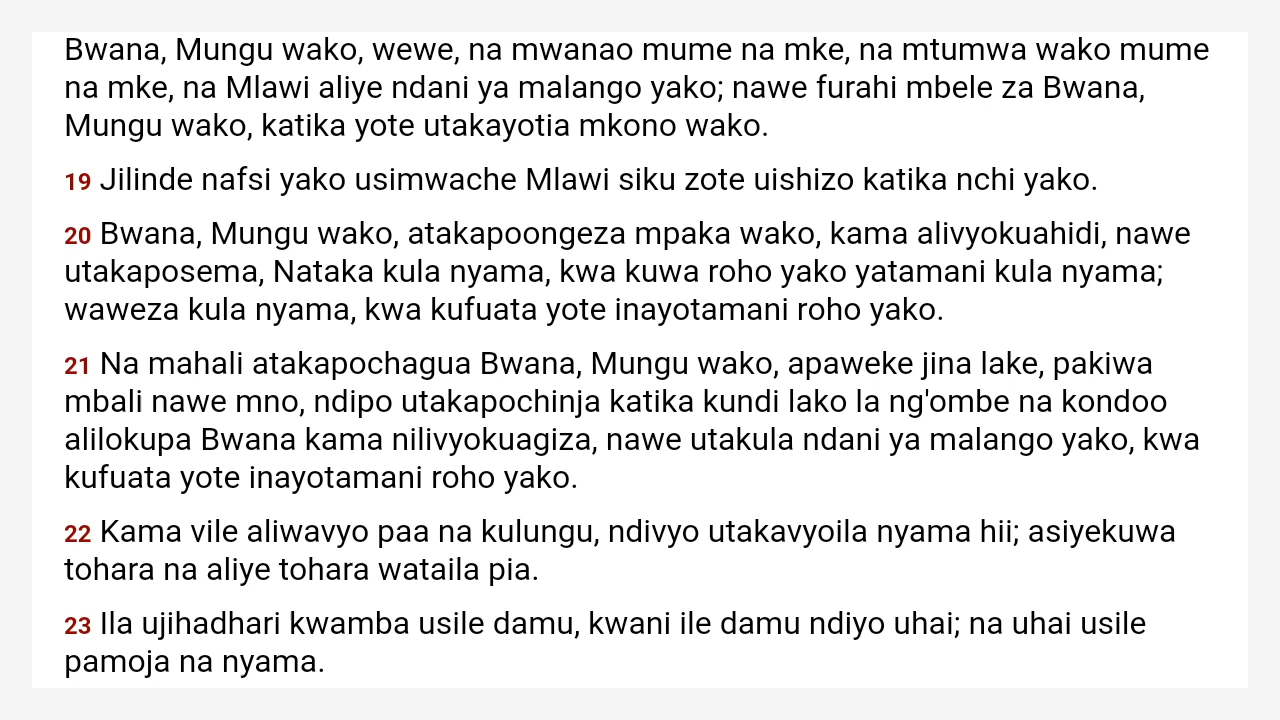 Bwana, Mungu wako, wewe, na mwanao mume na mke, na mtumwa wako mume
na mke, na Mlawi aliye ndani ya malango yako; nawe furahi mbele za Bwana,
Mungu wako, katika yote utakayotia mkono wako.
19 Jilinde nafsi yako usimwache Mlawi siku zote uishizo katika nchi yako.
20 Bwana, Mungu wako, atakapoongeza mpaka wako, kama alivyokuahidi, nawe
utakaposema, Nataka kula nyama, kwa kuwa roho yako yatamani kula nyama;
waweza kula nyama, kwa kufuata yote inayotamani roho yako.
21 Na mahali atakapochagua Bwana, Mungu wako, apaweke jina lake, pakiwa
mbali nawe mno, ndipo utakapochinja katika kundi lako la ng'ombe na kondoo
alilokupa Bwana kama nilivyokuagiza, nawe utakula ndani ya malango yako, kwa
kufuata yote inayotamani roho yako.
22 Kama vile aliwavyo paa na kulungu, ndivyo utakavyoila nyama hii; asiyekuwa
tohara na aliye tohara wataila pia.
23 Ila ujihadhari kwamba usile damu, kwani ile damu ndiyo uhai; na uhai usile
pamoja na nyama.